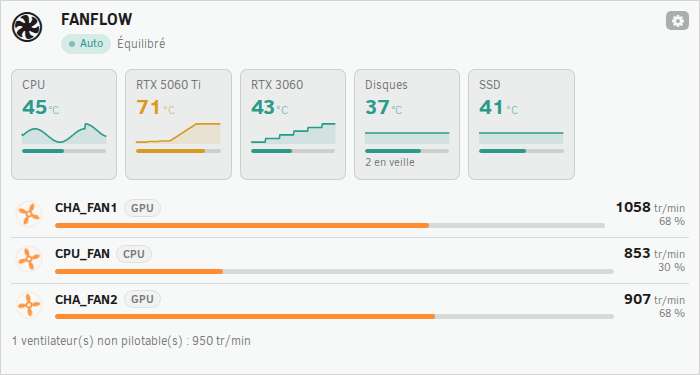 FANFLOW
Auto Équilibré
CPU
45°C
RTX 5060 Ti
71°C
RTX 3060
43°C
Disques
37°C
2 en veille
SSD
41°C
CHA_FAN1 GPU 1058 tr/min
68 %
CPU_FAN CPU 853 tr/min
30 %
CHA_FAN2 GPU 907 tr/min
68 %
1 ventilateur(s) non pilotable(s) : 950 tr/min